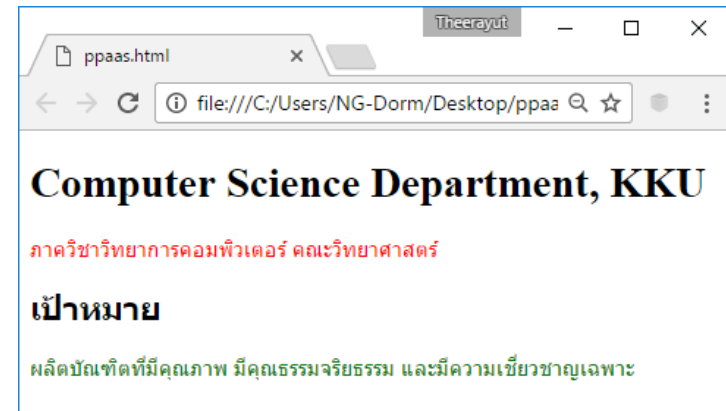 Theerayut
ppaas.html
file:///C:/Users/NG-Dorm/Desktop/ppaa
Computer Science Department, KKU
ภาควิชาวิทยาการคอมพิวเตอร์ คณะวิทยาศาสตร์
เป้าหมาย
ผลิตบัณฑิตที่มีคุณภาพ มีคุณธรรมจริยธรรม และมีความเชี่ยวชาญเฉพาะ